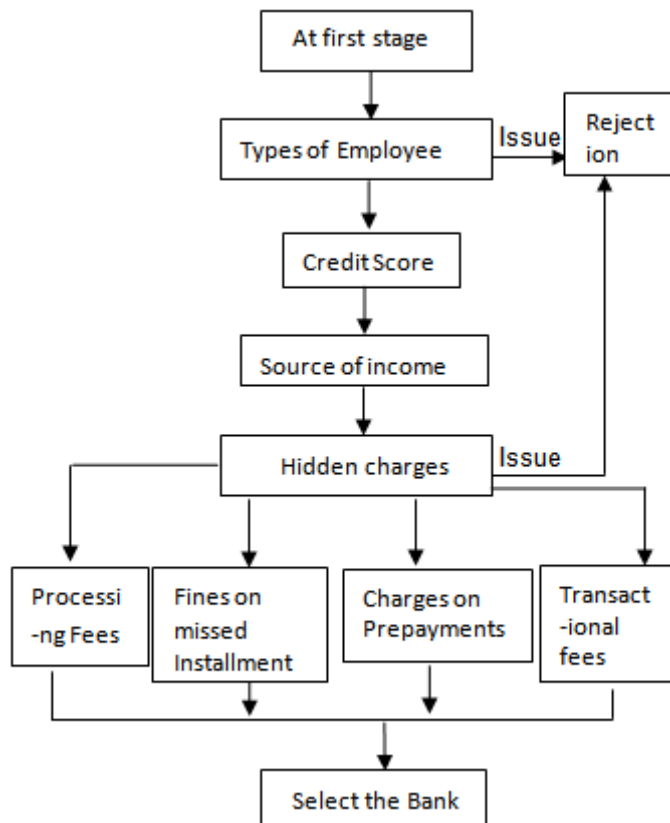 At first stage
Types of Employee
Issue
Reject
ion
Credit Score
Source of income
Hidden charges
Issue
Processi
-ng Fees
Fines on
missed
Installment
Charges on
Prepayments
Transact
-ional
fees
Select the Bank